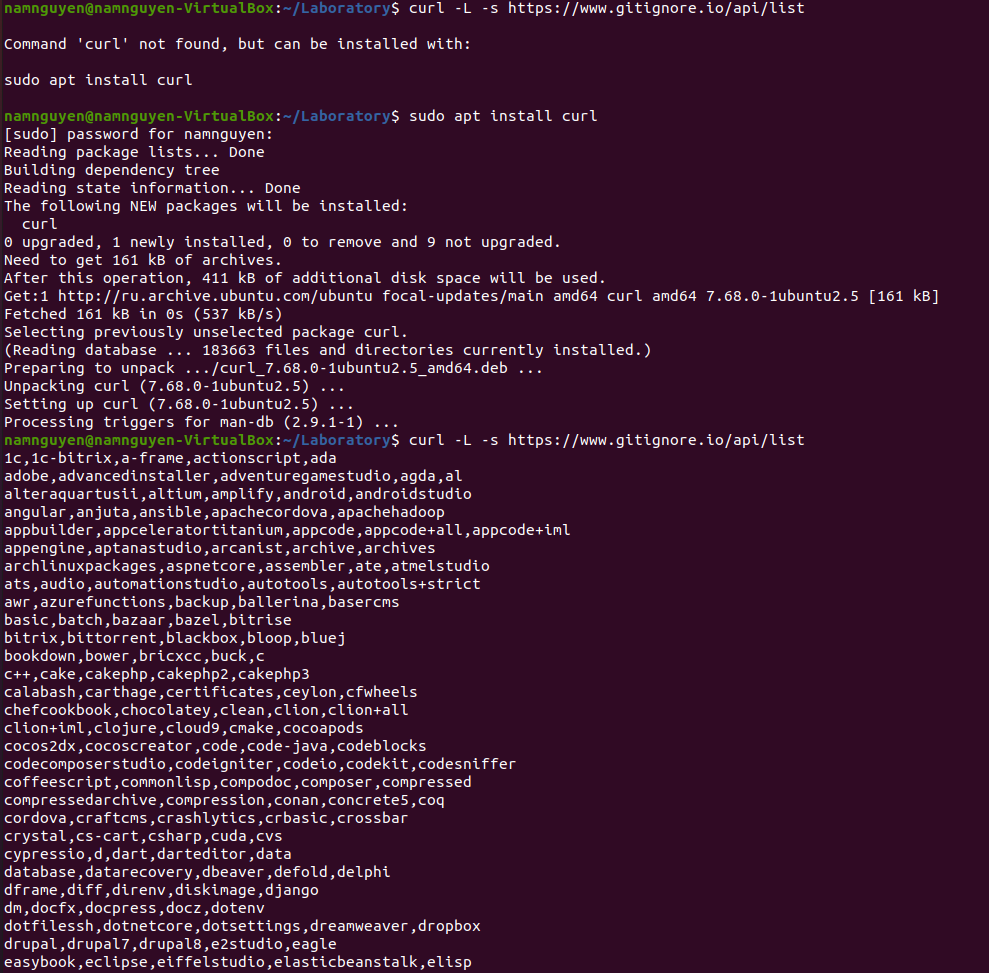 namnguyen@namnguyen-VirtualBox:~/Laboratory$ curl -L -s https://www.gitignore.io/api/list
Command 'curl' not found, but can be installed with:
sudo apt install curl
namnguyen@namnguyen-VirtualBox:~/Laboratory$ sudo apt install curl
[sudo] password for namnguyen:
Reading package lists... Done
Building dependency tree
Reading state information... Done
The following NEW packages will be installed:
  curl
0 upgraded, 1 newly installed, 0 to remove and 9 not upgraded.
Need to get 161 kB of archives.
After this operation, 411 kB of additional disk space will be used.
Get:1 http://ru.archive.ubuntu.com/ubuntu focal-updates/main amd64 curl amd64 7.68.0-1ubuntu2.5 [161 kB]
Fetched 161 kB in 0s (537 kB/s)
Selecting previously unselected package curl.
(Reading database ... 183663 files and directories currently installed.)
Preparing to unpack .../curl_7.68.0-1ubuntu2.5_amd64.deb ...
Unpacking curl (7.68.0-1ubuntu2.5) ...
Setting up curl (7.68.0-1ubuntu2.5) ...
Processing triggers for man-db (2.9.1-1) ...
namnguyen@namnguyen-VirtualBox:~/Laboratory$ curl -L -s https://www.gitignore.io/api/list
1c,1c-bitrix,a-frame,actionscript,ada
adobe,advancedinstaller,adventuregamestudio,agda,al
alteraquartusii,altium,amplify,android,androidstudio
angular,anjuta,ansible,apachecordova,apachehadoop
appbuilder,appceleratortitanium,appcode,appcode+all,appcode+iml
appengine,aptanastudio,arcanist,archive,archives
archlinuxpackages,aspnetcore,assembler,ate,atmelstudio
ats,audio,automationstudio,autotools,autotools+strict
awr,azurefunctions,backup,ballerina,basercms
basic,batch,bazaar,bazel,bitrise
bitrix,bittorrent,blackbox,bloop,bluej
bookdown,bower,bricxcc,buck,c
c++,cake,cakephp,cakephp2,cakephp3
calabash,carthage,certificates,ceylon,cfwheels
chefcookbook,chocolatey,clean,clion,clion+all
clion+iml,clojure,cloud9,cmake,cocoapods
cocos2dx,cocoscreator,code,code-java,codeblocks
codecomposerstudio,codeigniter,codeio,codekit,codesniffer
coffeescript,commonlisp,compodoc,composer,compressed
compressedarchive,compression,conan,concrete5,coq
cordova,craftcms,crashlytics,crbasic,crossbar
crystal,cs-cart,csharp,cuda,cvs
cypressio,d,dart,darteditor,data
database,datarecovery,dbeaver,defold,delphi
dframe,diff,direnv,diskimage,django
dm,docfx,docpress,docz,dotenv
dotfilessh,dotnetcore,dotsettings,dreamweaver,dropbox
drupal,drupal7,drupal8,e2studio,eagle
easybook,eclipse,eiffelstudio,elasticbeanstalk,elisp